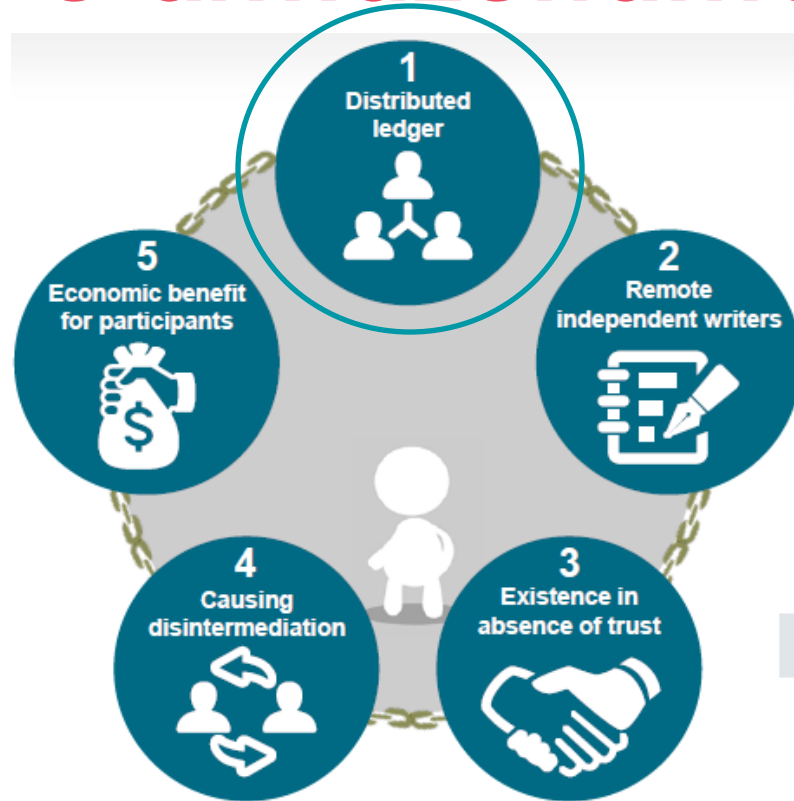 1
Distributed
ledger
2
Remote
independent writers
3
Existence in
absence of trust
4
Causing
disintermediation
5
Economic benefit
for participants
$